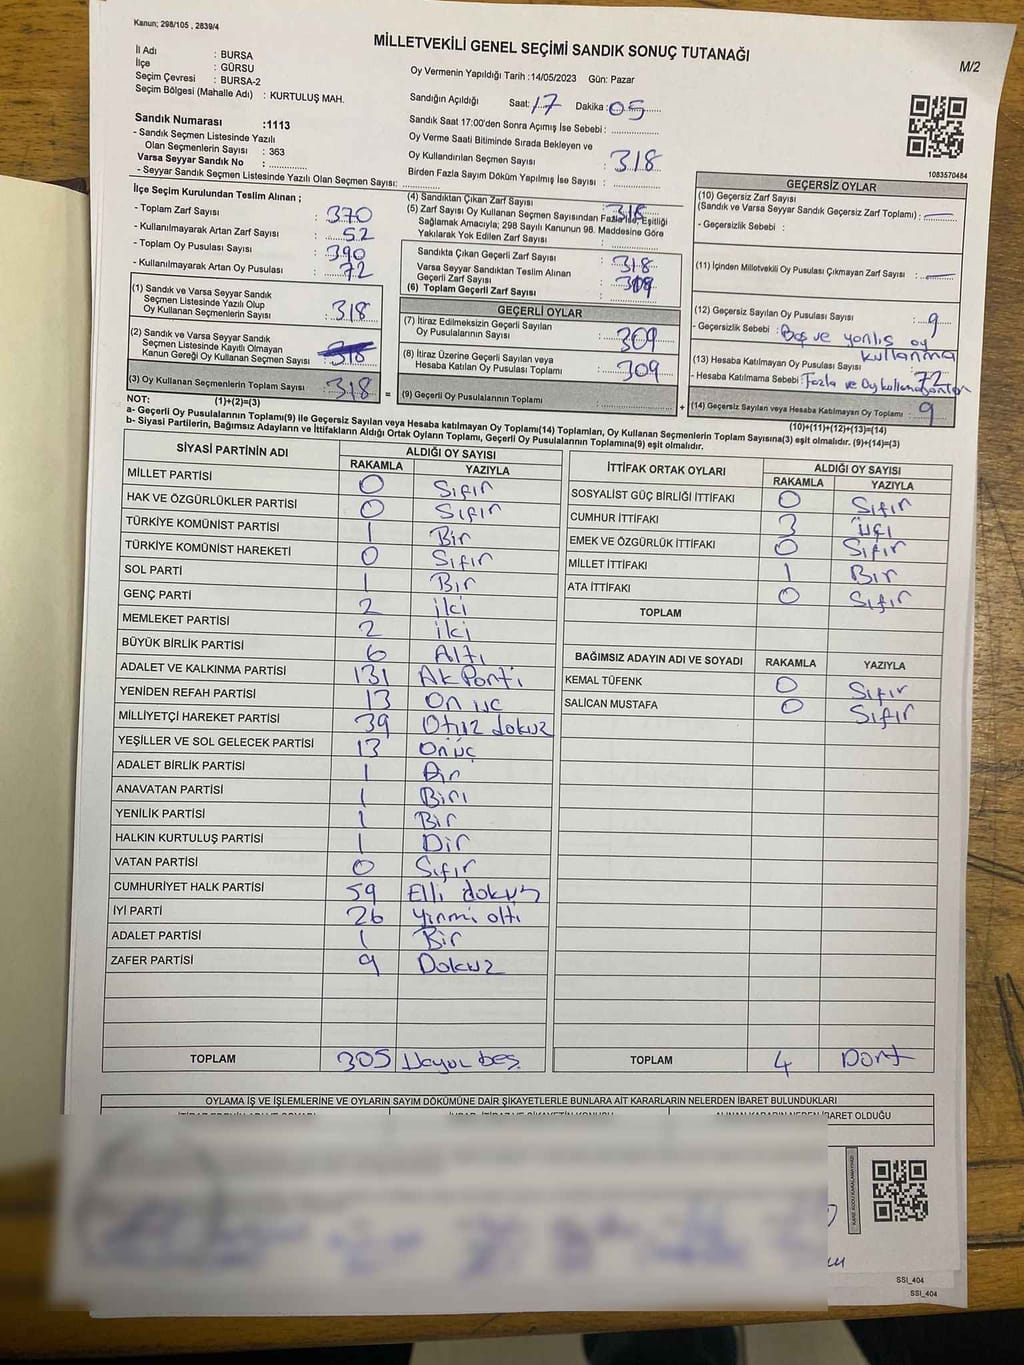 Kanun; 298/105 , 2839/4
MİLLETVEKİLİ GENEL SEÇİMİ SANDIK SONUÇ TUTANAĞI
M/2
İl Adı : BURSA
İlçe : GÜRSU
Seçim Çevresi : BURSA-2
Seçim Bölgesi (Mahalle Adı) : KURTULUŞ MAH.
Oy Vermenin Yapıldığı Tarih :14/05/2023 Gün: Pazar
Sandığın Açıldığı Saat: 17 Dakika: 05
Sandık Saat 17:00'den Sonra Açımış İse Sebebi :
Oy Verme Saati Bitiminde Sırada Bekleyen ve
Oy Kullandırılan Seçmen Sayısı : 318
Birden Fazla Sayım Döküm Yapılmış İse Sayısı :
Sandık Numarası :1113
- Sandık Seçmen Listesinde Yazılı
Olan Seçmenlerin Sayısı : 363
Varsa Seyyar Sandık No :
- Seyyar Sandık Seçmen Listesinde Yazılı Olan Seçmen Sayısı:
1083570484
İlçe Seçim Kurulundan Teslim Alınan ;
- Toplam Zarf Sayısı : 370
- Kullanılmayarak Artan Zarf Sayısı : 52
- Toplam Oy Pusulası Sayısı : 390
- Kullanılmayarak Artan Oy Pusulası : 72
(1) Sandık ve Varsa Seyyar Sandık
Seçmen Listesinde Yazılı Olup
Oy Kullanan Seçmenlerin Sayısı : 318
(2) Sandık ve Varsa Seyyar Sandık
Seçmen Listesinde Kayıtlı Olmayan
Kanun Gereği Oy Kullanan Seçmen Sayısı :
(3) Oy Kullanan Seçmenlerin Toplam Sayısı : 318
(4) Sandıktan Çıkan Zarf Sayısı : 318
(5) Zarf Sayısı Oy Kullanan Seçmen Sayısından Fazla ise, Eşitliği
Sağlamak Amacıyla; 298 Sayılı Kanunun 98. Maddesine Göre
Yakılarak Yok Edilen Zarf Sayısı :
Sandıkta Çıkan Geçerli Zarf Sayısı : 318
Varsa Seyyar Sandıktan Teslim Alınan
Geçerli Zarf Sayısı :
(6) Toplam Geçerli Zarf Sayısı :
GEÇERLİ OYLAR
(7) İtiraz Edilmeksizin Geçerli Sayılan
Oy Pusulalarının Sayısı : 309
(8) İtiraz Üzerine Geçerli Sayılan veya
Hesaba Katılan Oy Pusulası Toplamı : 309
= (9) Geçerli Oy Pusulalarının Toplamı : +
GEÇERSİZ OYLAR
(10) Geçersiz Zarf Sayısı
(Sandık ve Varsa Seyyar Sandık Geçersiz Zarf Toplamı) : —
- Geçersizlik Sebebi :
(11) İçinden Milletvekili Oy Pusulası Çıkmayan Zarf Sayısı : —
(12) Geçersiz Sayılan Oy Pusulası Sayısı : 9
- Geçersizlik Sebebi : Boş ve yanlış oy
kullanma
(13) Hesaba Katılmayan Oy Pusulası Sayısı : 72
- Hesaba Katılmama Sebebi : Fazla ve
(14) Geçersiz Sayılan veya Hesaba Katılmayan Oy Toplamı : 9
NOT: (1)+(2)=(3)
(10)+(11)+(12)+(13)=(14)
a- Geçerli Oy Pusulalarının Toplamı(9) ile Geçersiz Sayılan veya Hesaba katılmayan Oy Toplamı(14) Toplamları, Oy Kullanan Seçmenlerin Toplam Sayısına(3) eşit olmalıdır. (9)+(14)=(3)
b- Siyasi Partilerin, Bağımsız Adayların ve İttifakların Aldığı Ortak Oyların Toplamı, Geçerli Oy Pusulalarının Toplamına(9) eşit olmalıdır.
SİYASİ PARTİNİN ADI ALDIĞI OY SAYISI
RAKAMLA YAZIYLA
MİLLET PARTİSİ 0 Sıfır
HAK VE ÖZGÜRLÜKLER PARTİSİ 0 Sıfır
TÜRKİYE KOMÜNİST PARTİSİ 1 Bir
TÜRKİYE KOMÜNİST HAREKETİ 0 Sıfır
SOL PARTİ 1 Bir
GENÇ PARTİ 2 iki
MEMLEKET PARTİSİ 2 iki
BÜYÜK BİRLİK PARTİSİ 6 Altı
ADALET VE KALKINMA PARTİSİ 131 Ak Parti
YENİDEN REFAH PARTİSİ 13 On üc
MİLLİYETÇİ HAREKET PARTİSİ 39 Otuz dokuz
YEŞİLLER VE SOL GELECEK PARTİSİ 13 Onüç
ADALET BİRLİK PARTİSİ 1 Bir
ANAVATAN PARTİSİ 1 Biri
YENİLİK PARTİSİ 1 Bir
HALKIN KURTULUŞ PARTİSİ 1 Bir
VATAN PARTİSİ 0 Sıfır
CUMHURİYET HALK PARTİSİ 59 Elli dokuz
İYİ PARTİ 26 yirmi altı
ADALET PARTİSİ 1 Bir
ZAFER PARTİSİ 9 Dokuz
TOPLAM 305 beş
İTTİFAK ORTAK OYLARI ALDIĞI OY SAYISI
RAKAMLA YAZIYLA
SOSYALİST GÜÇ BİRLİĞİ İTTİFAKI 0 Sıfır
CUMHUR İTTİFAKI 3 üçı
EMEK VE ÖZGÜRLÜK İTTİFAKI 0 Sıfır
MİLLET İTTİFAKI 1 Bir
ATA İTTİFAKI 0 Sıfır
TOPLAM
BAĞIMSIZ ADAYIN ADI VE SOYADI RAKAMLA YAZIYLA
KEMAL TÜFENK 0 Sıfır
SALİCAN MUSTAFA 0 Sıfır
TOPLAM 4 Dört
OYLAMA İŞ VE İŞLEMLERİNE VE OYLARIN SAYIM DÖKÜMÜNE DAİR ŞİKAYETLERLE BUNLARA AİT KARARLARIN NELERDEN İBARET BULUNDUKLARI
ALINAN KARARIN NEDEN İBARET OLDUĞU
SSI_404
SSI_404